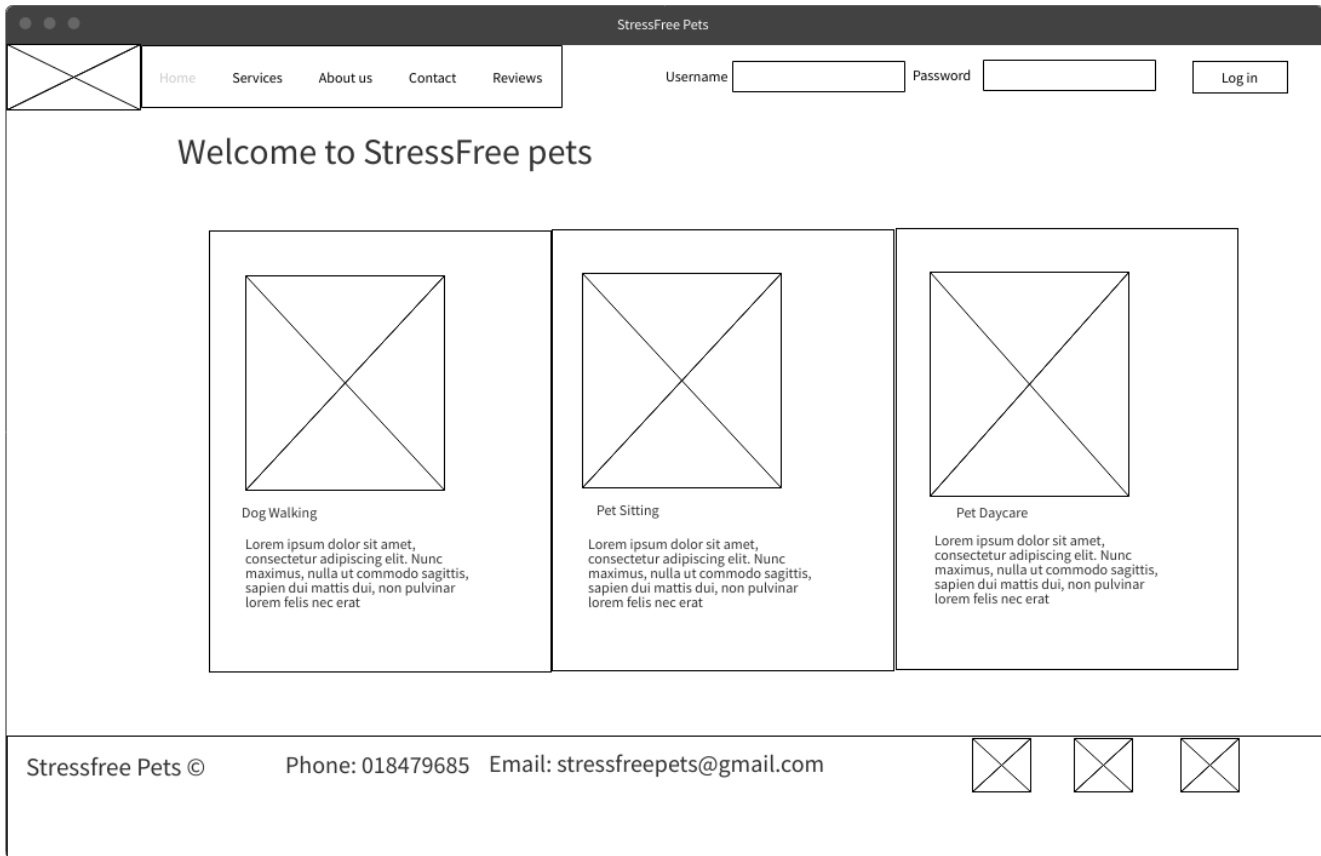 StressFree Pets
Home Services About us Contact Reviews Username Password Log in
Welcome to StressFree pets
Dog Walking
Lorem ipsum dolor sit amet,
consectetur adipiscing elit. Nunc
maximus, nulla ut commodo sagittis,
sapien dui mattis dui, non pulvinar
lorem felis nec erat
Pet Sitting
Lorem ipsum dolor sit amet,
consectetur adipiscing elit. Nunc
maximus, nulla ut commodo sagittis,
sapien dui mattis dui, non pulvinar
lorem felis nec erat
Pet Daycare
Lorem ipsum dolor sit amet,
consectetur adipiscing elit. Nunc
maximus, nulla ut commodo sagittis,
sapien dui mattis dui, non pulvinar
lorem felis nec erat
Stressfree Pets © Phone: 018479685 Email: stressfreepets@gmail.com